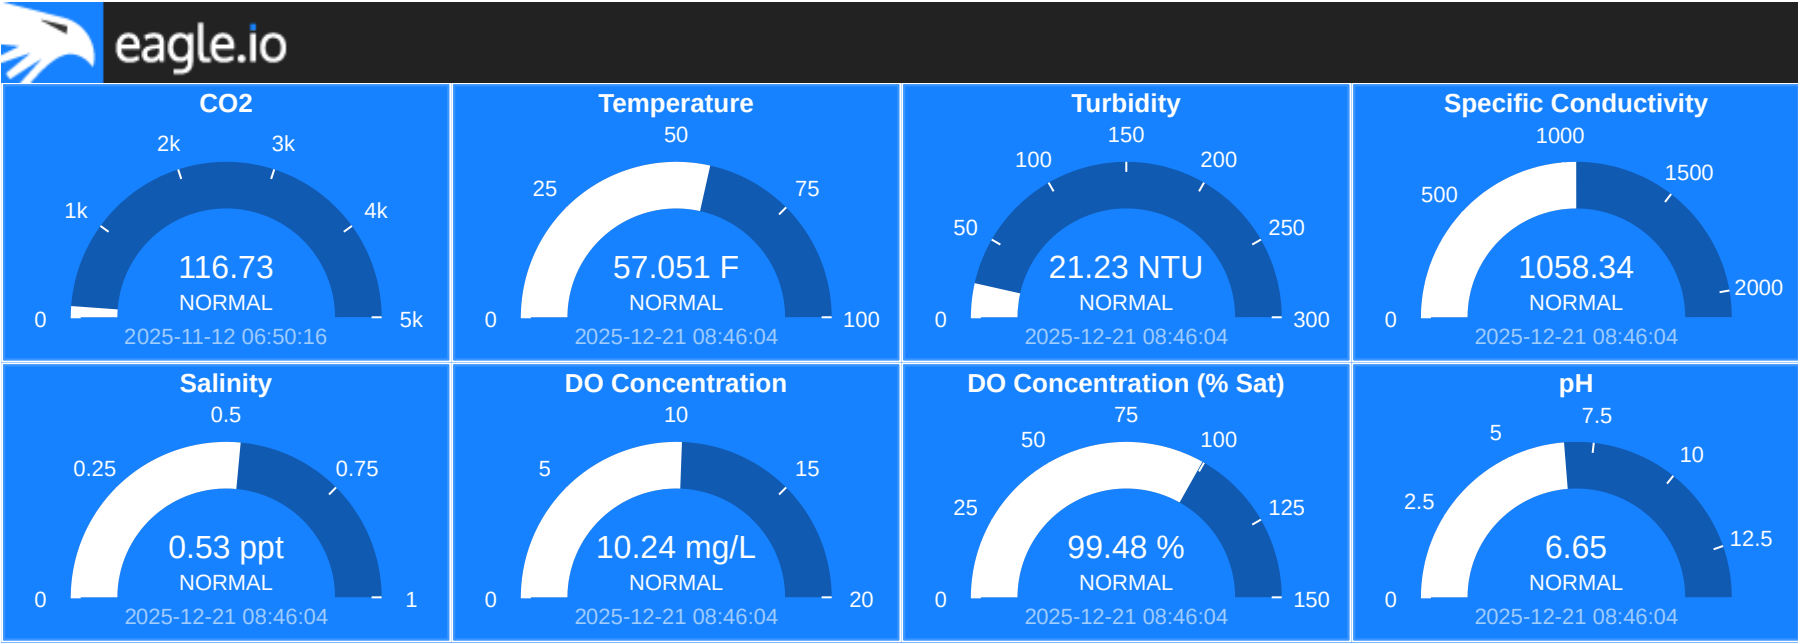 eagle.io
CO2
2k
3k
1k
4k
116.73
NORMAL
0
5k
2025-11-12 06:50:16
Temperature
50
25
75
57.051 F
NORMAL
0
100
2025-12-21 08:46:04
Turbidity
150
100
200
50
250
21.23 NTU
NORMAL
0
300
2025-12-21 08:46:04
Specific Conductivity
1000
500
1500
1058.34
2000
NORMAL
0
2025-12-21 08:46:04
Salinity
0.5
0.25
0.75
0.53 ppt
NORMAL
0
1
2025-12-21 08:46:04
DO Concentration
10
5
15
10.24 mg/L
NORMAL
0
20
2025-12-21 08:46:04
DO Concentration (% Sat)
75
50
100
25
125
99.48 %
NORMAL
0
150
2025-12-21 08:46:04
pH
7.5
5
10
2.5
12.5
6.65
NORMAL
0
2025-12-21 08:46:04